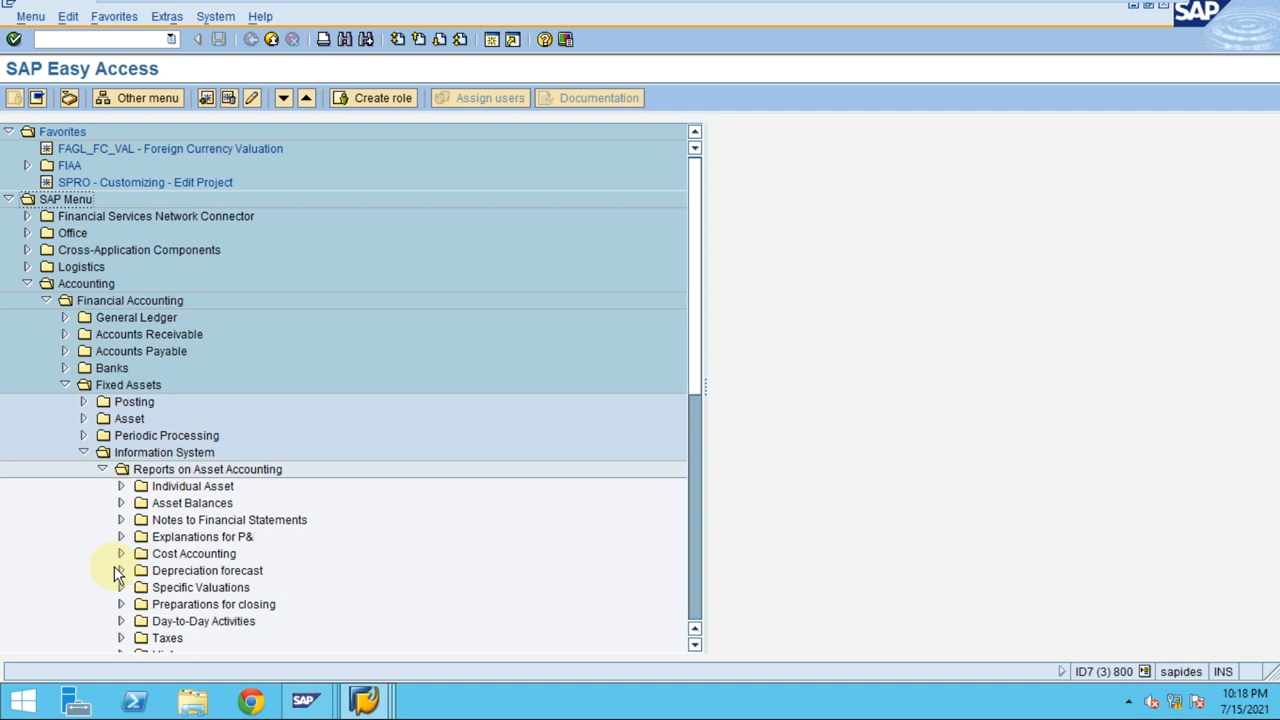 Menu Edit Favorites Extras System Help
SAP
SAP Easy Access
Other menu Create role Assign users Documentation
Favorites
FAGL_FC_VAL - Foreign Currency Valuation
FIAA
SPRO - Customizing - Edit Project
SAP Menu
Financial Services Network Connector
Office
Cross-Application Components
Logistics
Accounting
Financial Accounting
General Ledger
Accounts Receivable
Accounts Payable
Banks
Fixed Assets
Posting
Asset
Periodic Processing
Information System
Reports on Asset Accounting
Individual Asset
Asset Balances
Notes to Financial Statements
Explanations for P&
Cost Accounting
Depreciation forecast
Specific Valuations
Preparations for closing
Day-to-Day Activities
Taxes
ID7 (3) 800 sapides INS
SAP
10:18 PM
7/15/2021